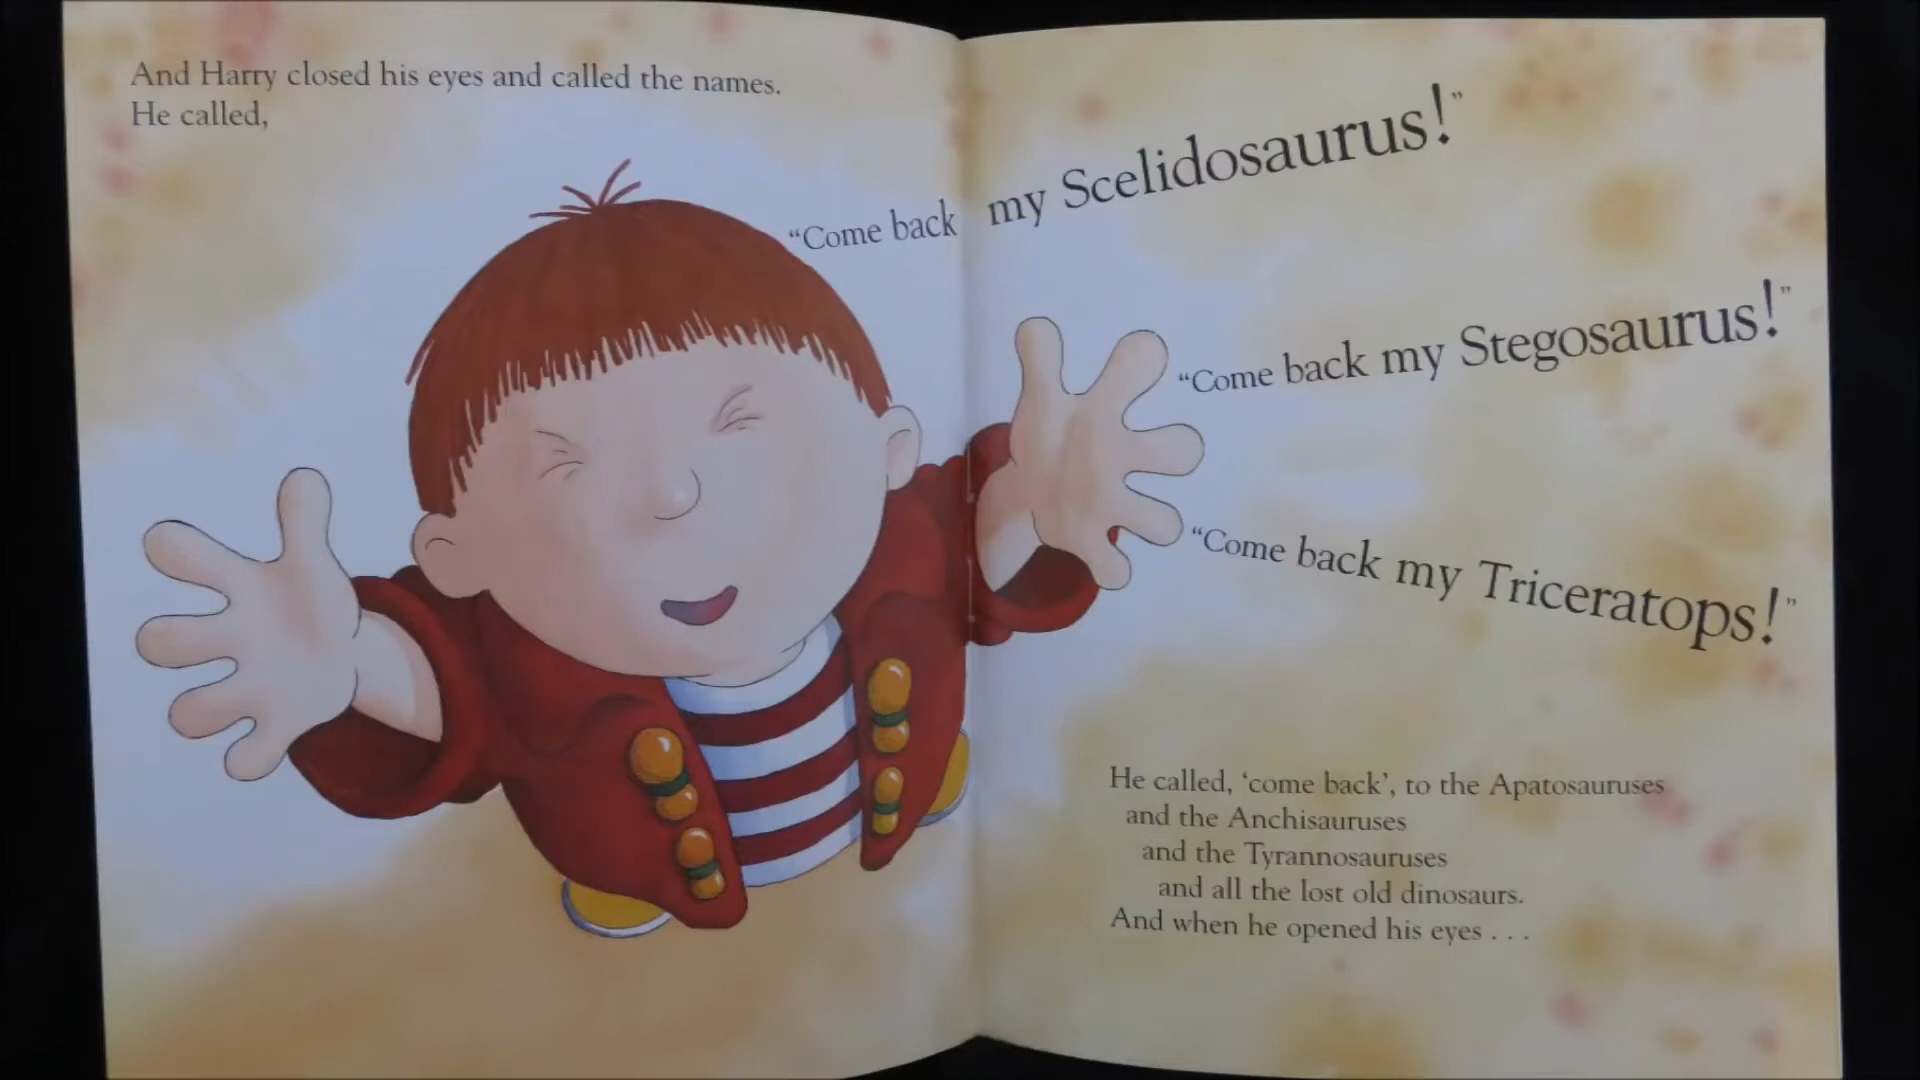 And Harry closed his eyes and called the names.
He called,
“Come back my Scelidosaurus!”
“Come back my Stegosaurus!”
“Come back my Triceratops!”
He called, ‘come back’, to the Apatosauruses
and the Anchisauruses
and the Tyrannosauruses
and all the lost old dinosaurs.
And when he opened his eyes . . .